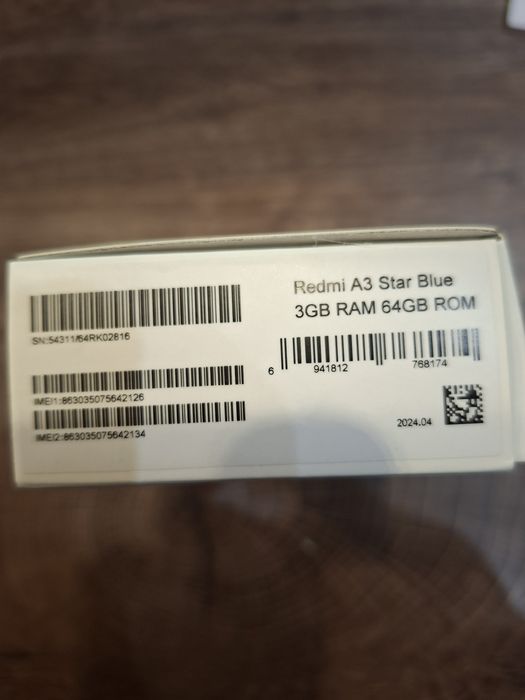 Redmi A3 Star Blue
3GB RAM 64GB ROM
SN:54311/64RK02816
6 941812 768174
IMEI1:863035075642126
IMEI2:863035075642134
2024.04